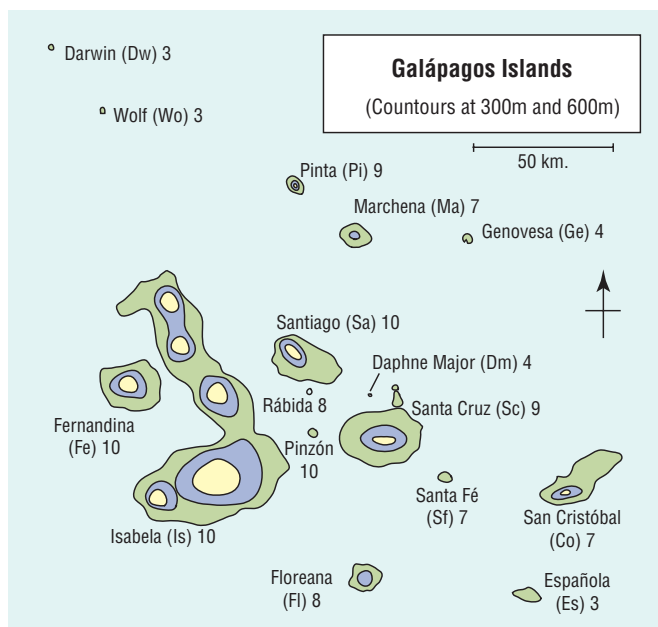 Darwin (Dw) 3
Galápagos Islands
(Countours at 300m and 600m)
Wolf (Wo) 3
50 km.
Pinta (Pi) 9
Marchena (Ma) 7
Genovesa (Ge) 4
Santiago (Sa) 10
Daphne Major (Dm) 4
Rábida 8
Santa Cruz (Sc) 9
Fernandina
(Fe) 10
Pinzón
10
Santa Fé
(Sf) 7
San Cristóbal
(Co) 7
Isabela (Is) 10
Floreana
(Fl) 8
Española
(Es) 3